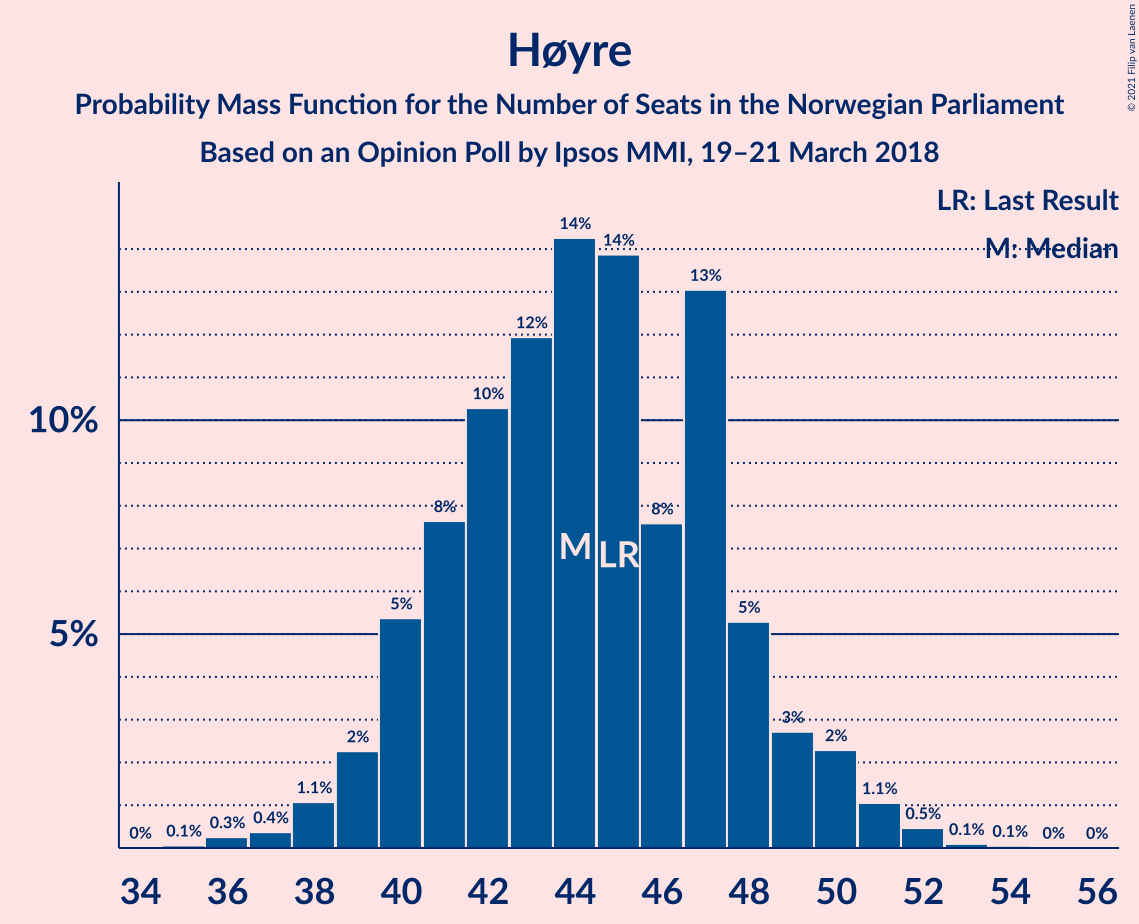 Høyre
Probability Mass Function for the Number of Seats in the Norwegian Parliament
Based on an Opinion Poll by Ipsos MMI, 19–21 March 2018
© 2021 Filip van Laenen
LR: Last Result
M: Median
10%
5%
0%
0.1%
0.3%
0.4%
1.1%
2%
5%
8%
10%
12%
14%
14%
8%
13%
5%
3%
2%
1.1%
0.5%
0.1%
0.1%
0%
0%
M
LR
34 36 38 40 42 44 46 48 50 52 54 56